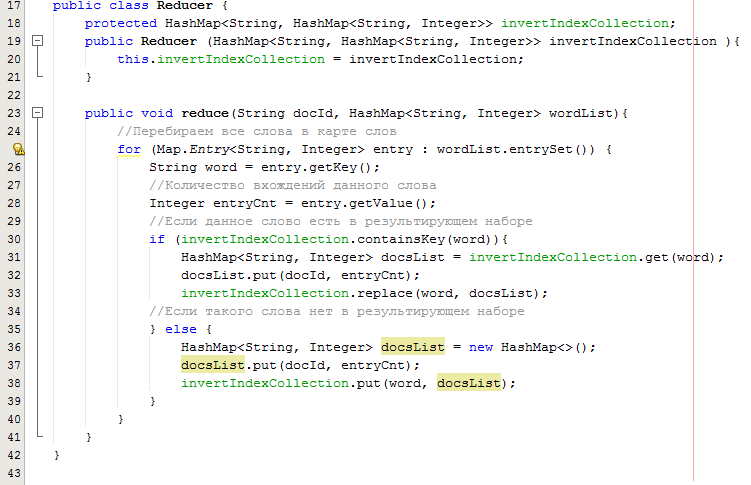 17 public class Reducer {
18     protected HashMap<String, HashMap<String, Integer>> invertIndexCollection;
19     public Reducer (HashMap<String, HashMap<String, Integer>> invertIndexCollection ){
20         this.invertIndexCollection = invertIndexCollection;
21     }
22
23     public void reduce(String docId, HashMap<String, Integer> wordList){
24         //Перебираем все слова в карте слов
        for (Map.Entry<String, Integer> entry : wordList.entrySet()) {
26             String word = entry.getKey();
27             //Количество вхождений данного слова
28             Integer entryCnt = entry.getValue();
29             //Если данное слово есть в результирующем наборе
30             if (invertIndexCollection.containsKey(word)){
31                 HashMap<String, Integer> docsList = invertIndexCollection.get(word);
32                 docsList.put(docId, entryCnt);
33                 invertIndexCollection.replace(word, docsList);
34             //Если такого слова нет в результирующем наборе
35             } else {
36                 HashMap<String, Integer> docsList = new HashMap<>();
37                 docsList.put(docId, entryCnt);
38                 invertIndexCollection.put(word, docsList);
39             }
40         }
41     }
42 }
43